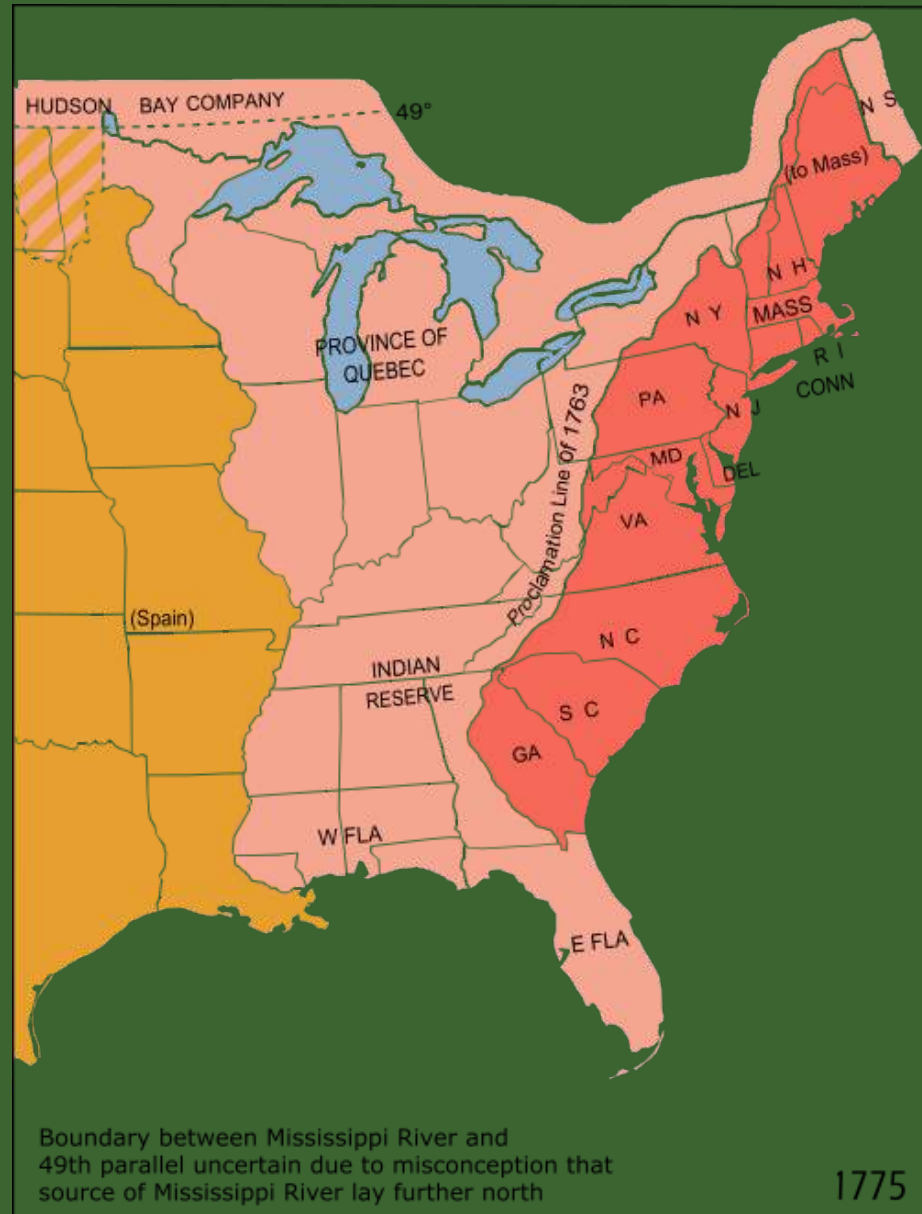 HUDSON BAY COMPANY
49°
N S
(to Mass)
N H
N Y
MASS
R I
CONN
PROVINCE OF
QUEBEC
PA
N J
Proclamation Line Of 1763
MD
DEL
VA
(Spain)
N C
INDIAN
RESERVE
S C
GA
W FLA
E FLA
Boundary between Mississippi River and
49th parallel uncertain due to misconception that
source of Mississippi River lay further north
1775